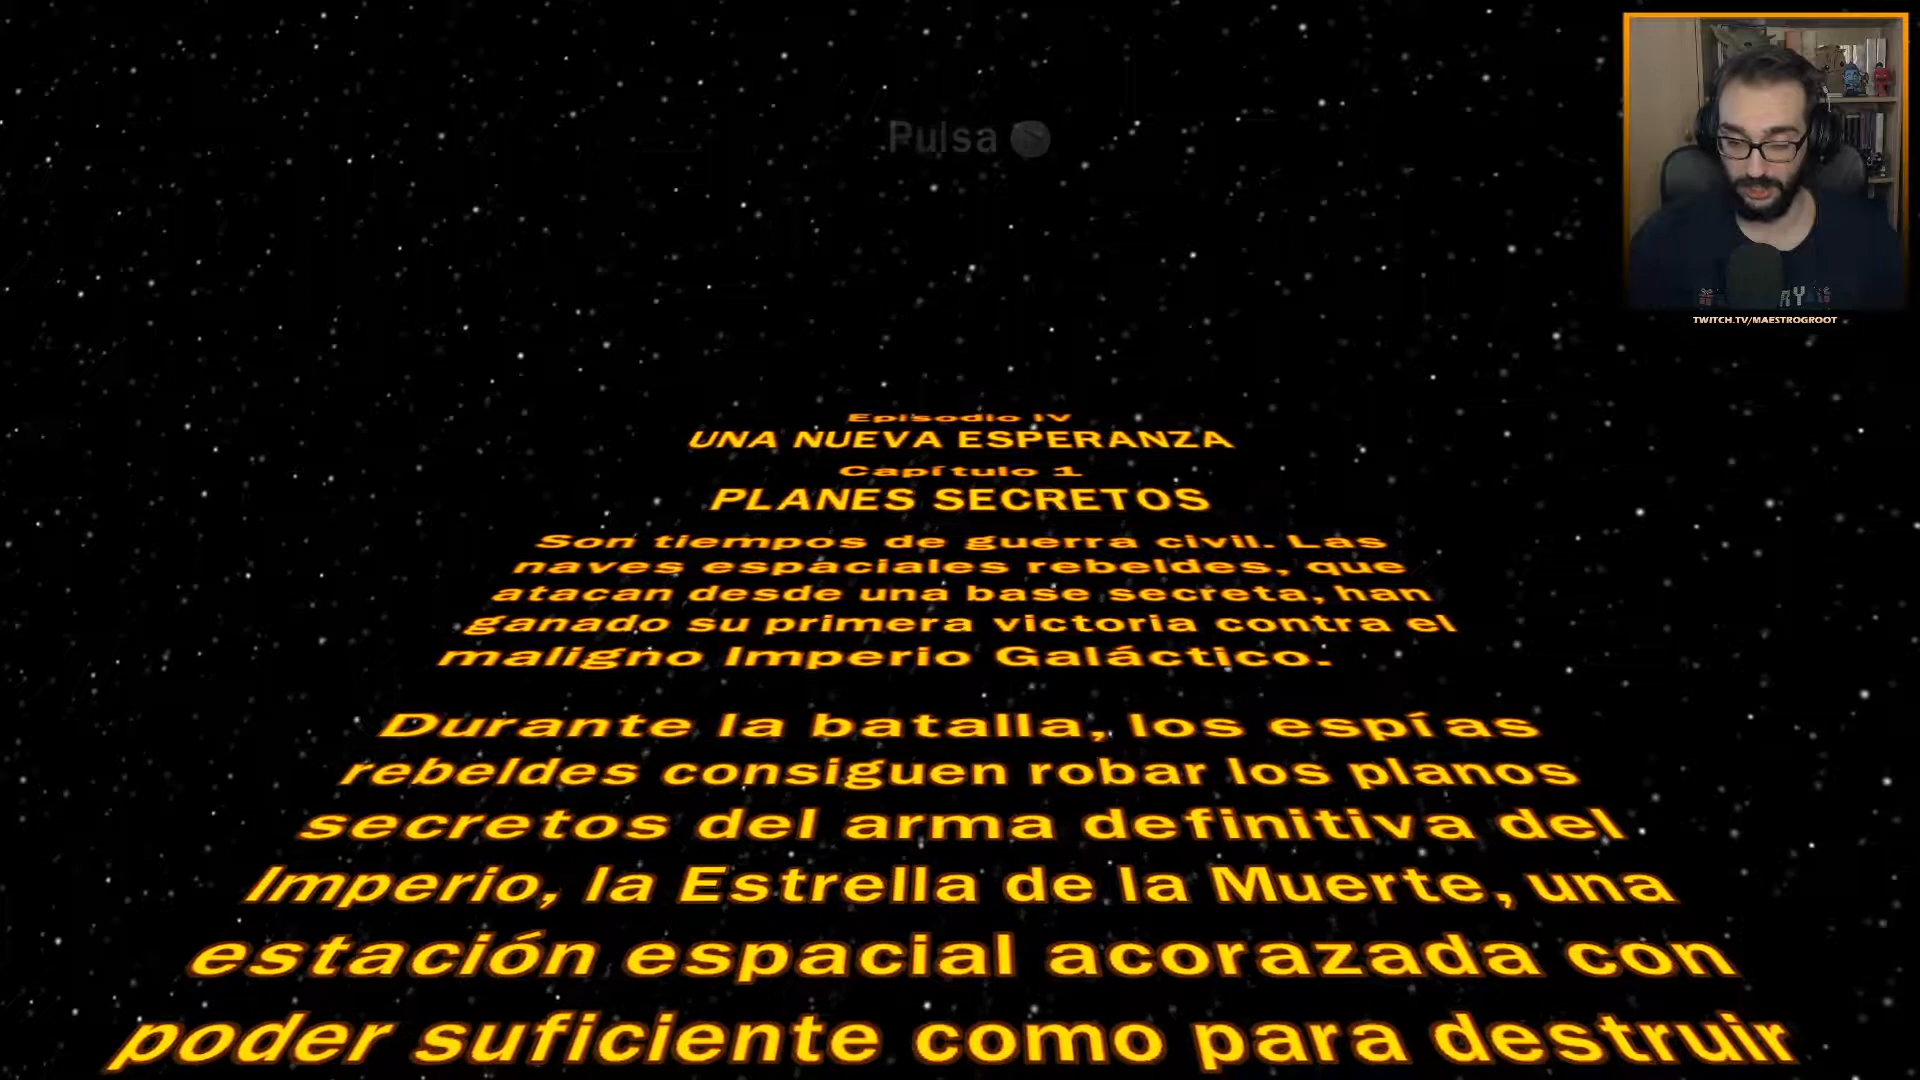 Pulsa
TWITCH.TV/MAESTROGROOT
Episodio IV
UNA NUEVA ESPERANZA
Capítulo 1
PLANES SECRETOS
Son tiempos de guerra civil. Las
naves espaciales rebeldes, que
atacan desde una base secreta, han
ganado su primera victoria contra el
maligno Imperio Galáctico.
Durante la batalla, los espías
rebeldes consiguen robar los planos
secretos del arma definitiva del
Imperio, la Estrella de la Muerte, una
estación espacial acorazada con
poder suficiente como para destruir